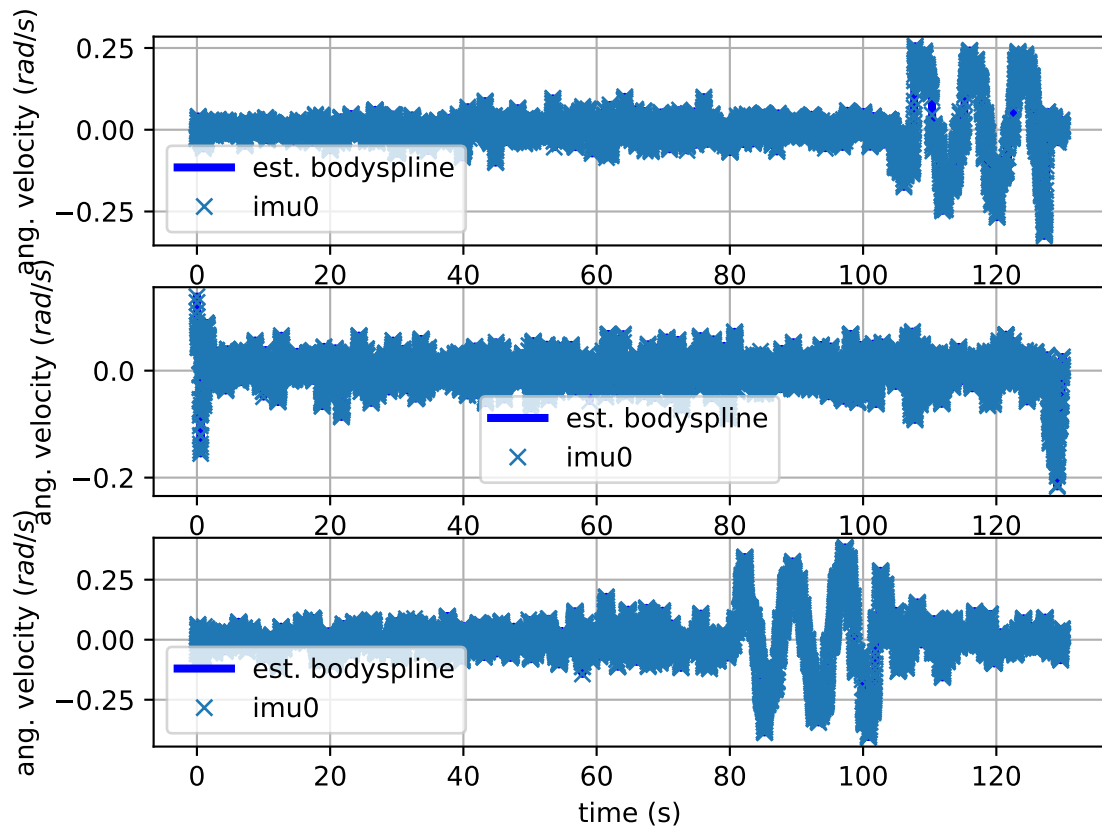 ang. velocity (rad/s)
0.25
0.00
−0.25
est. bodyspline
imu0
0 20 40 60 80 100 120
ang. velocity (rad/s)
0.0
−0.2
est. bodyspline
imu0
0 20 40 60 80 100 120
ang. velocity (rad/s)
0.25
0.00
−0.25
est. bodyspline
imu0
0 20 40 60 80 100 120
time (s)